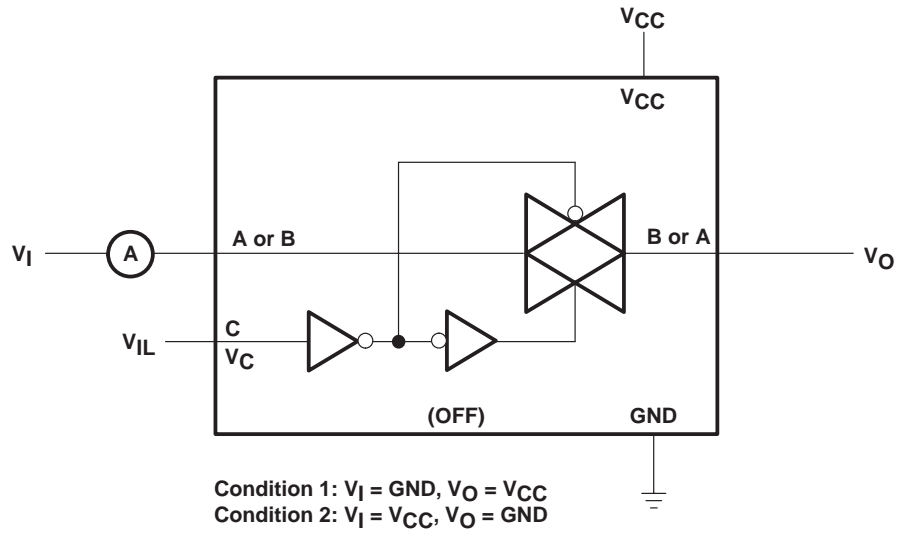 VCC
VCC
VI
A
A or B
B or A
VO
VIL
C
VC
(OFF)
GND
Condition 1: VI = GND, VO = VCC
Condition 2: VI = VCC, VO = GND